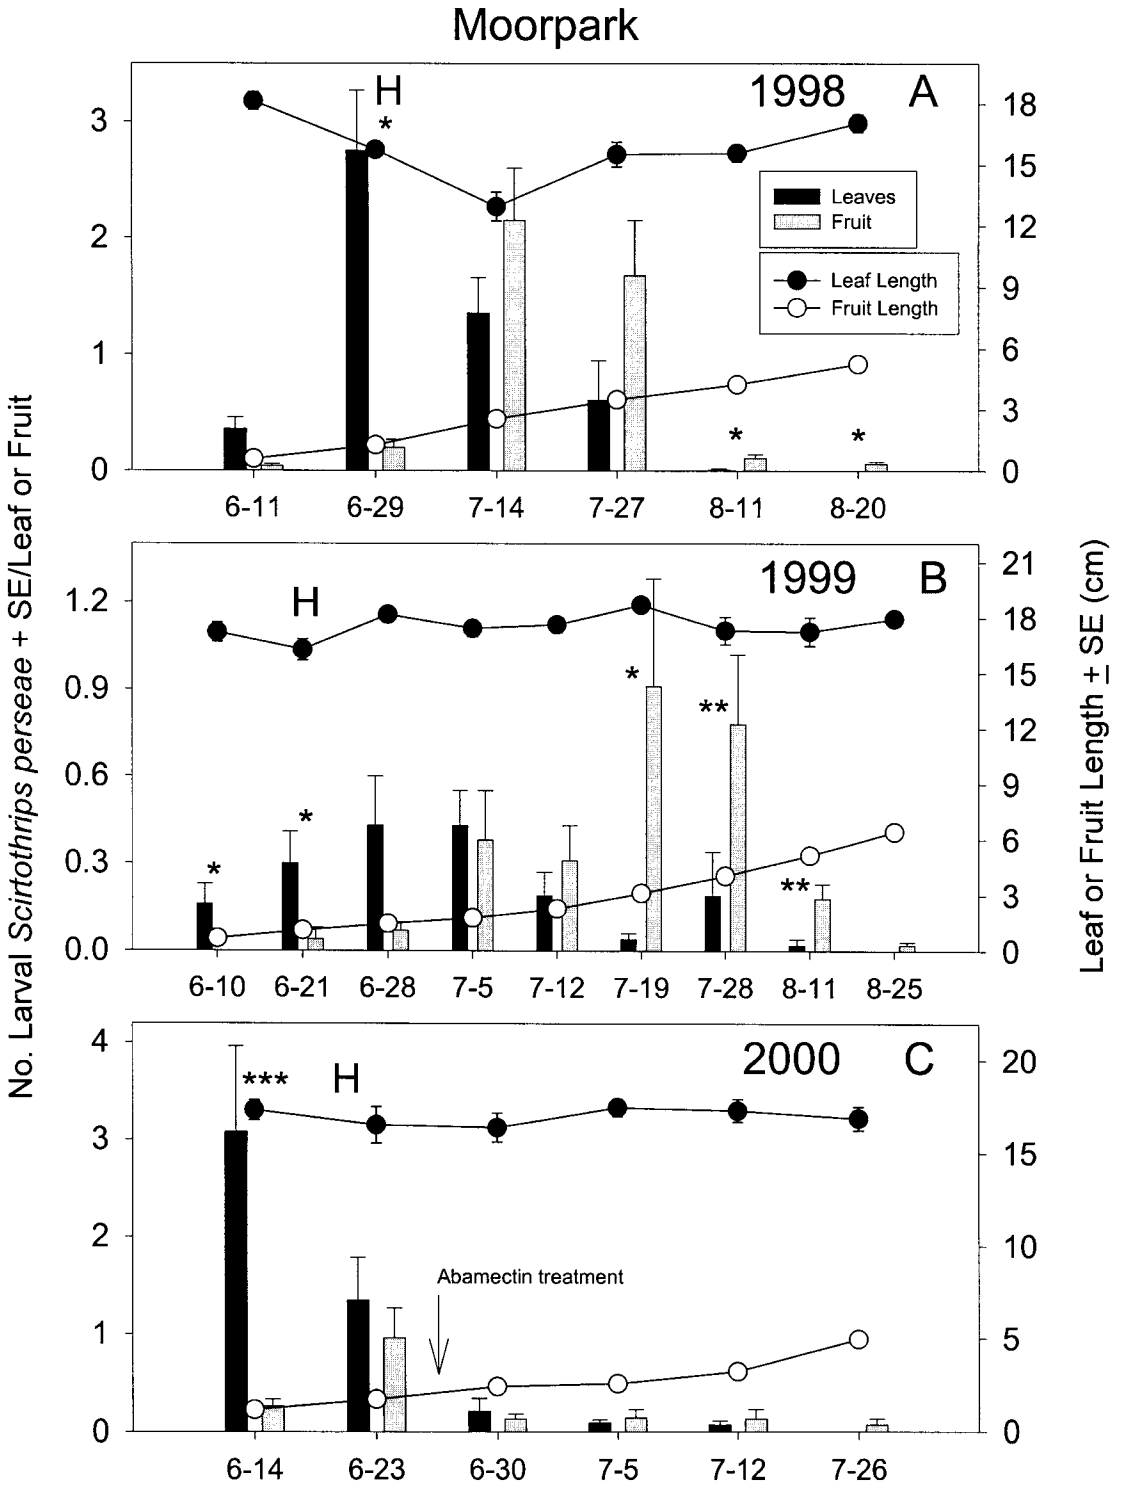 Moorpark
No. Larval Scirtothrips perseae + SE/Leaf or Fruit
Leaf or Fruit Length ± SE (cm)
H
*
1998
A
Leaves
Fruit
Leaf Length
Fruit Length
*
*
3
2
1
0
18
15
12
9
6
3
0
6-11 6-29 7-14 7-27 8-11 8-20
H
1999
B
*
*
*
**
**
1.2
0.9
0.6
0.3
0.0
21
18
15
12
9
6
3
0
6-10 6-21 6-28 7-5 7-12 7-19 7-28 8-11 8-25
***
H
2000
C
Abamectin treatment
4
3
2
1
0
20
15
10
5
0
6-14 6-23 6-30 7-5 7-12 7-26